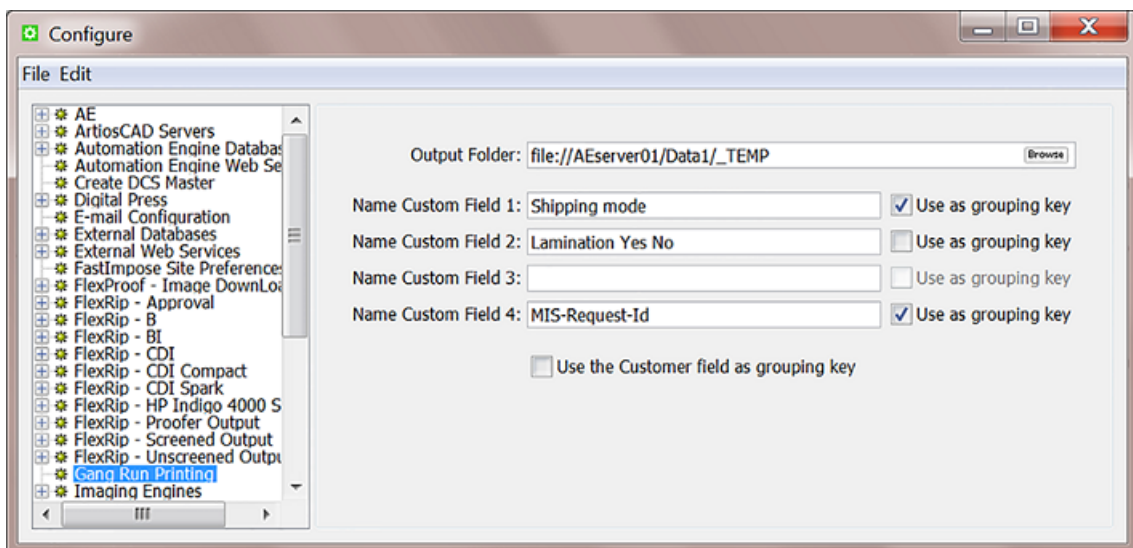 Configure
File Edit
AE
ArtiosCAD Servers
Automation Engine Databas
Automation Engine Web Se
Create DCS Master
Digital Press
E-mail Configuration
External Databases
External Web Services
FastImpose Site Preferences
FlexProof - Image DownLoa
FlexRip - Approval
FlexRip - B
FlexRip - BI
FlexRip - CDI
FlexRip - CDI Compact
FlexRip - CDI Spark
FlexRip - HP Indigo 4000 S
FlexRip - Proofer Output
FlexRip - Screened Output
FlexRip - Unscreened Outpu
Gang Run Printing
Imaging Engines
Output Folder: file://AEserver01/Data1/_TEMP Browse
Name Custom Field 1: Shipping mode Use as grouping key
Name Custom Field 2: Lamination Yes No Use as grouping key
Name Custom Field 3: Use as grouping key
Name Custom Field 4: MIS-Request-Id Use as grouping key
Use the Customer field as grouping key